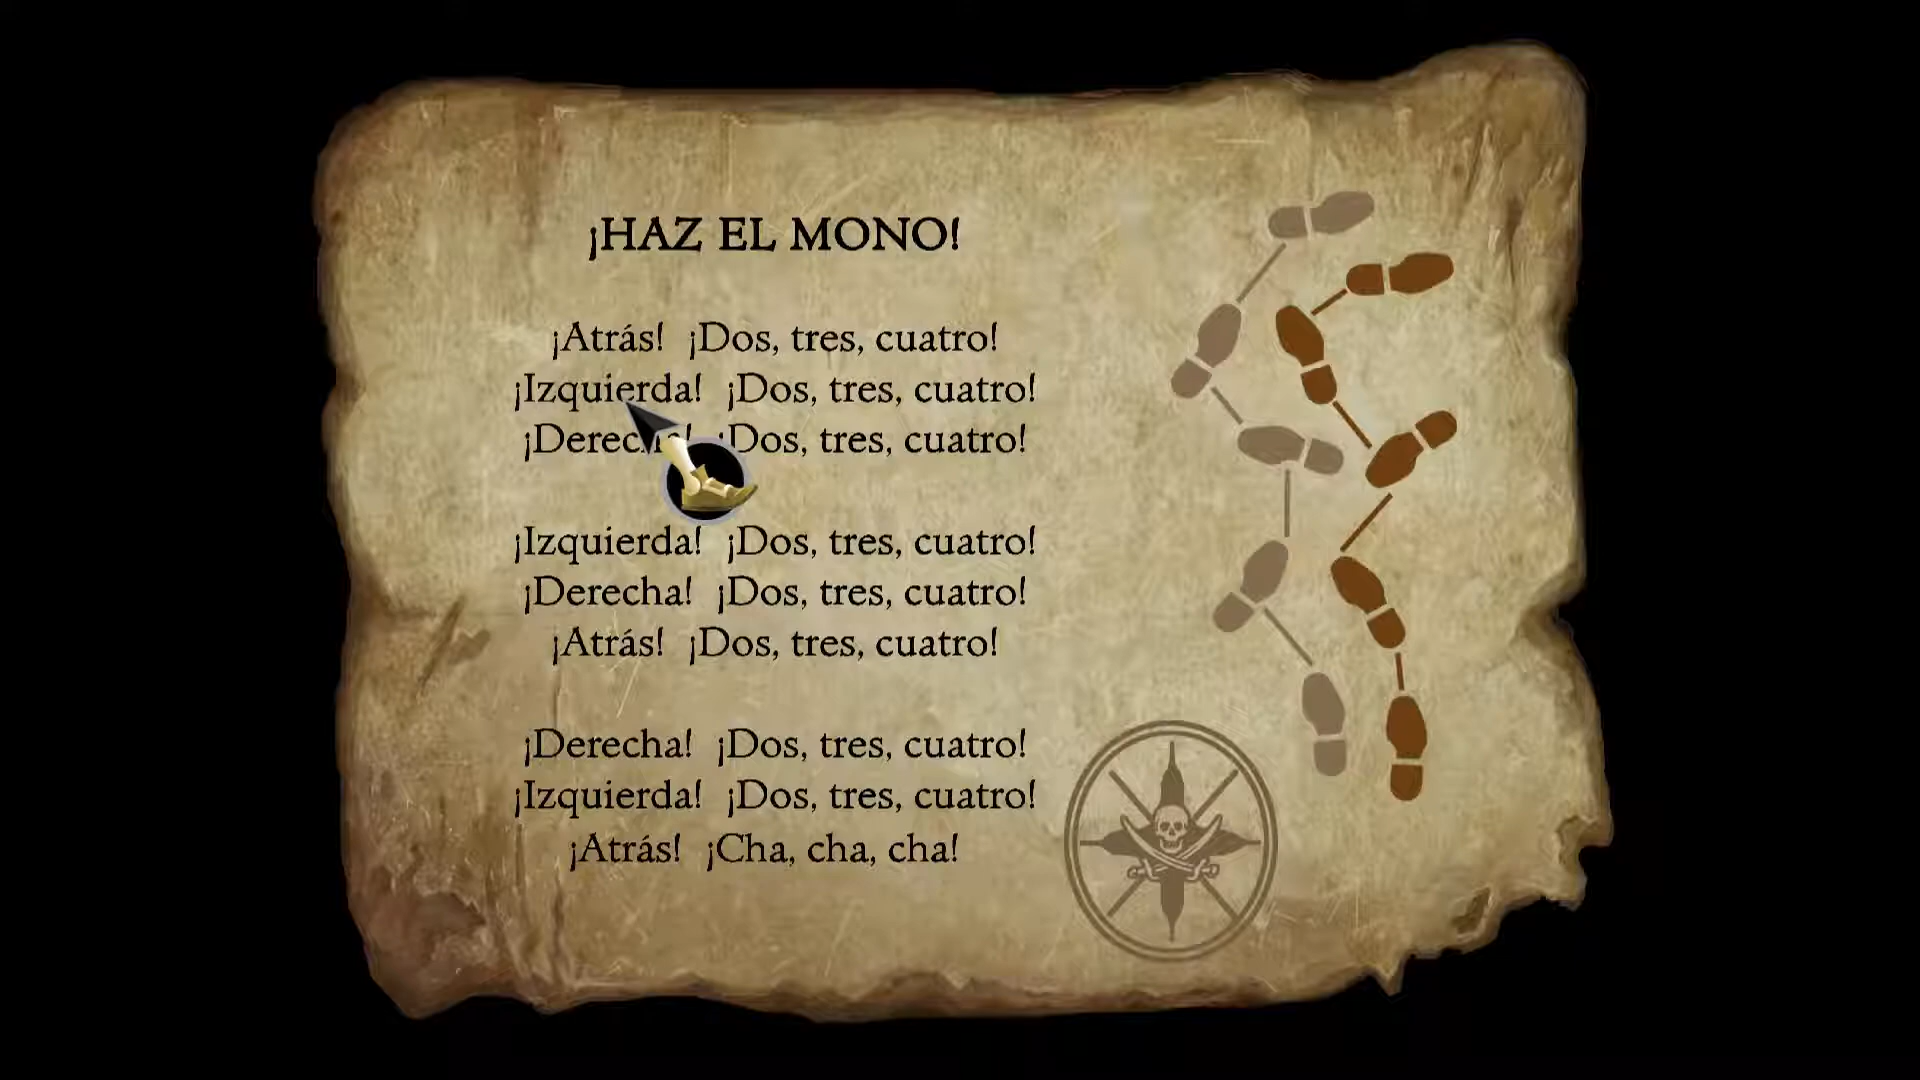 ¡HAZ EL MONO!
¡Atrás! ¡Dos, tres, cuatro!
¡Izquierda! ¡Dos, tres, cuatro!
¡Derecha! ¡Dos, tres, cuatro!
¡Izquierda! ¡Dos, tres, cuatro!
¡Derecha! ¡Dos, tres, cuatro!
¡Atrás! ¡Dos, tres, cuatro!
¡Derecha! ¡Dos, tres, cuatro!
¡Izquierda! ¡Dos, tres, cuatro!
¡Atrás! ¡Cha, cha, cha!